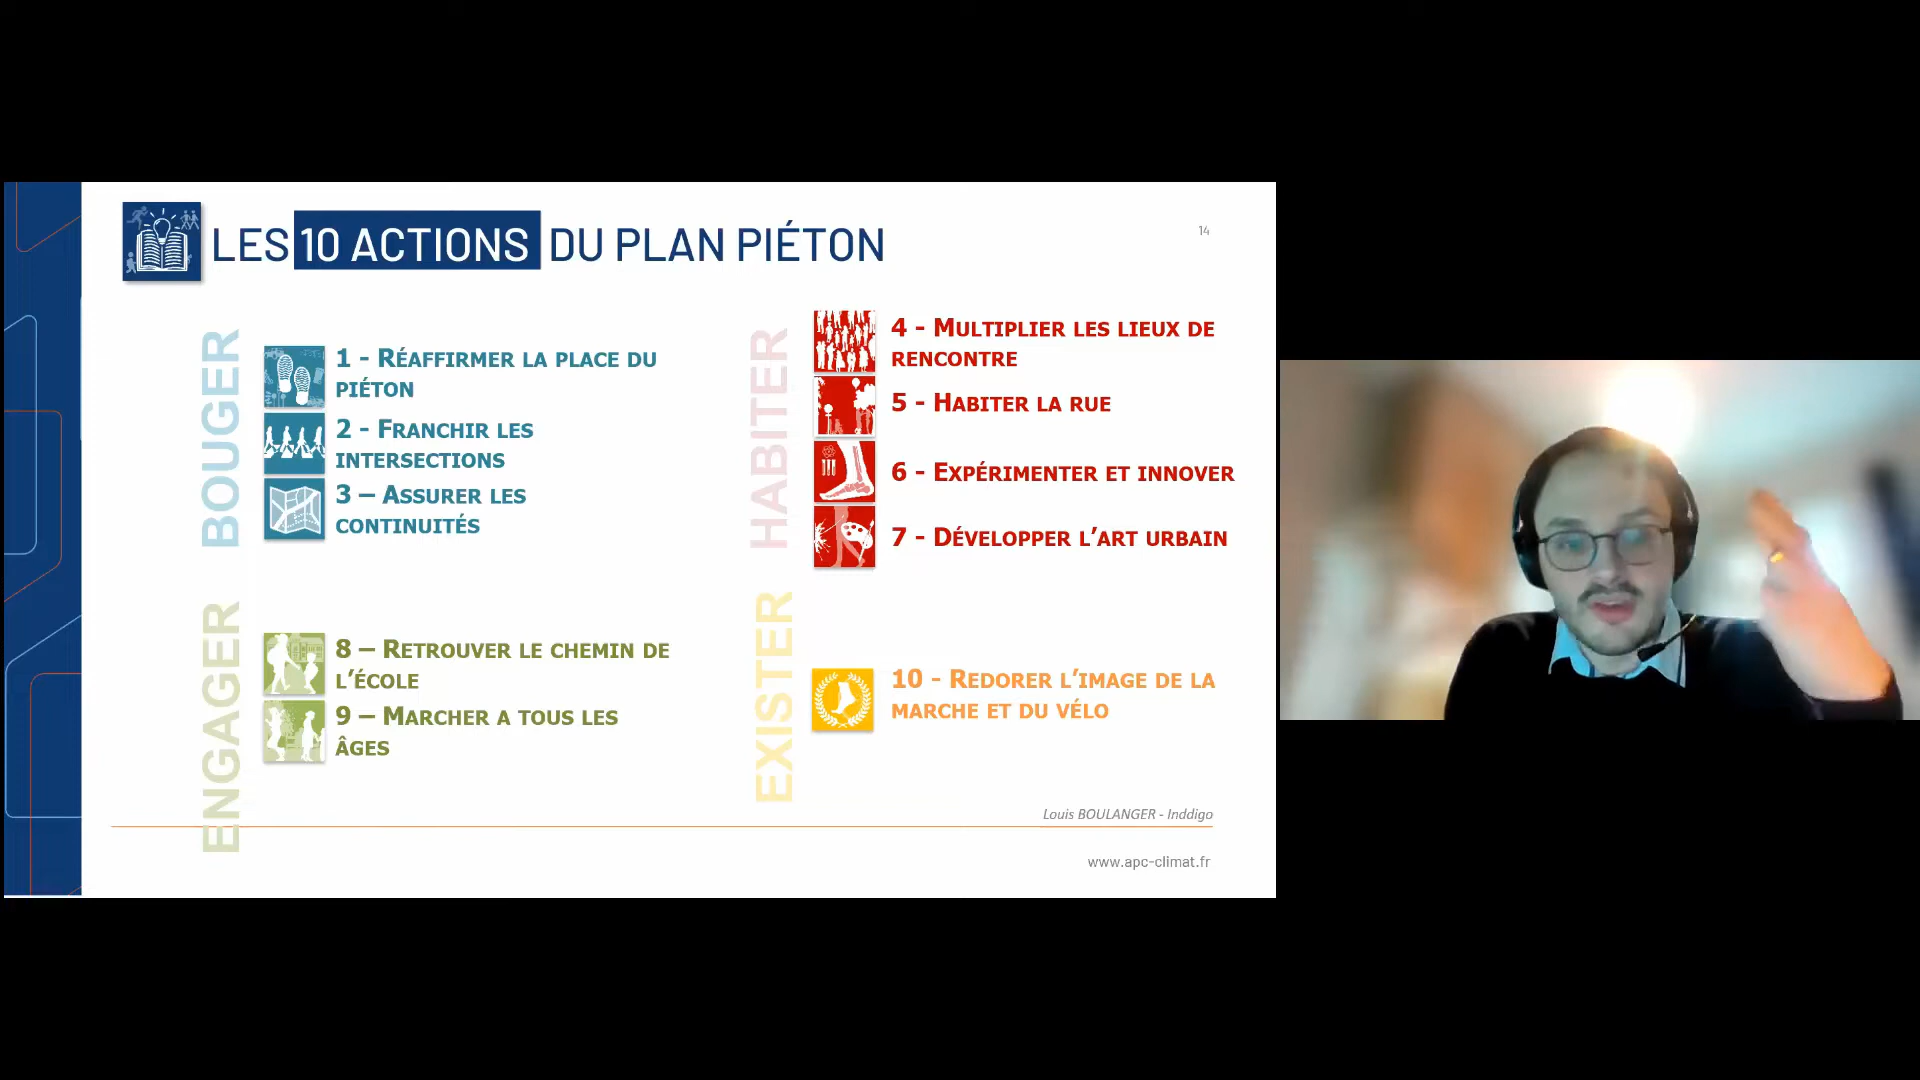 LES 10 ACTIONS DU PLAN PIÉTON
14
BOUGER
1 - RÉAFFIRMER LA PLACE DU
PIÉTON
2 - FRANCHIR LES
INTERSECTIONS
3 – ASSURER LES
CONTINUITÉS
HABITER
4 - MULTIPLIER LES LIEUX DE
RENCONTRE
5 - HABITER LA RUE
6 - EXPÉRIMENTER ET INNOVER
7 - DÉVELOPPER L’ART URBAIN
ENGAGER
8 – RETROUVER LE CHEMIN DE
L’ÉCOLE
9 – MARCHER A TOUS LES
ÂGES
EXISTER
10 - REDORER L’IMAGE DE LA
MARCHE ET DU VÉLO
Louis BOULANGER - Inddigo
www.apc-climat.fr